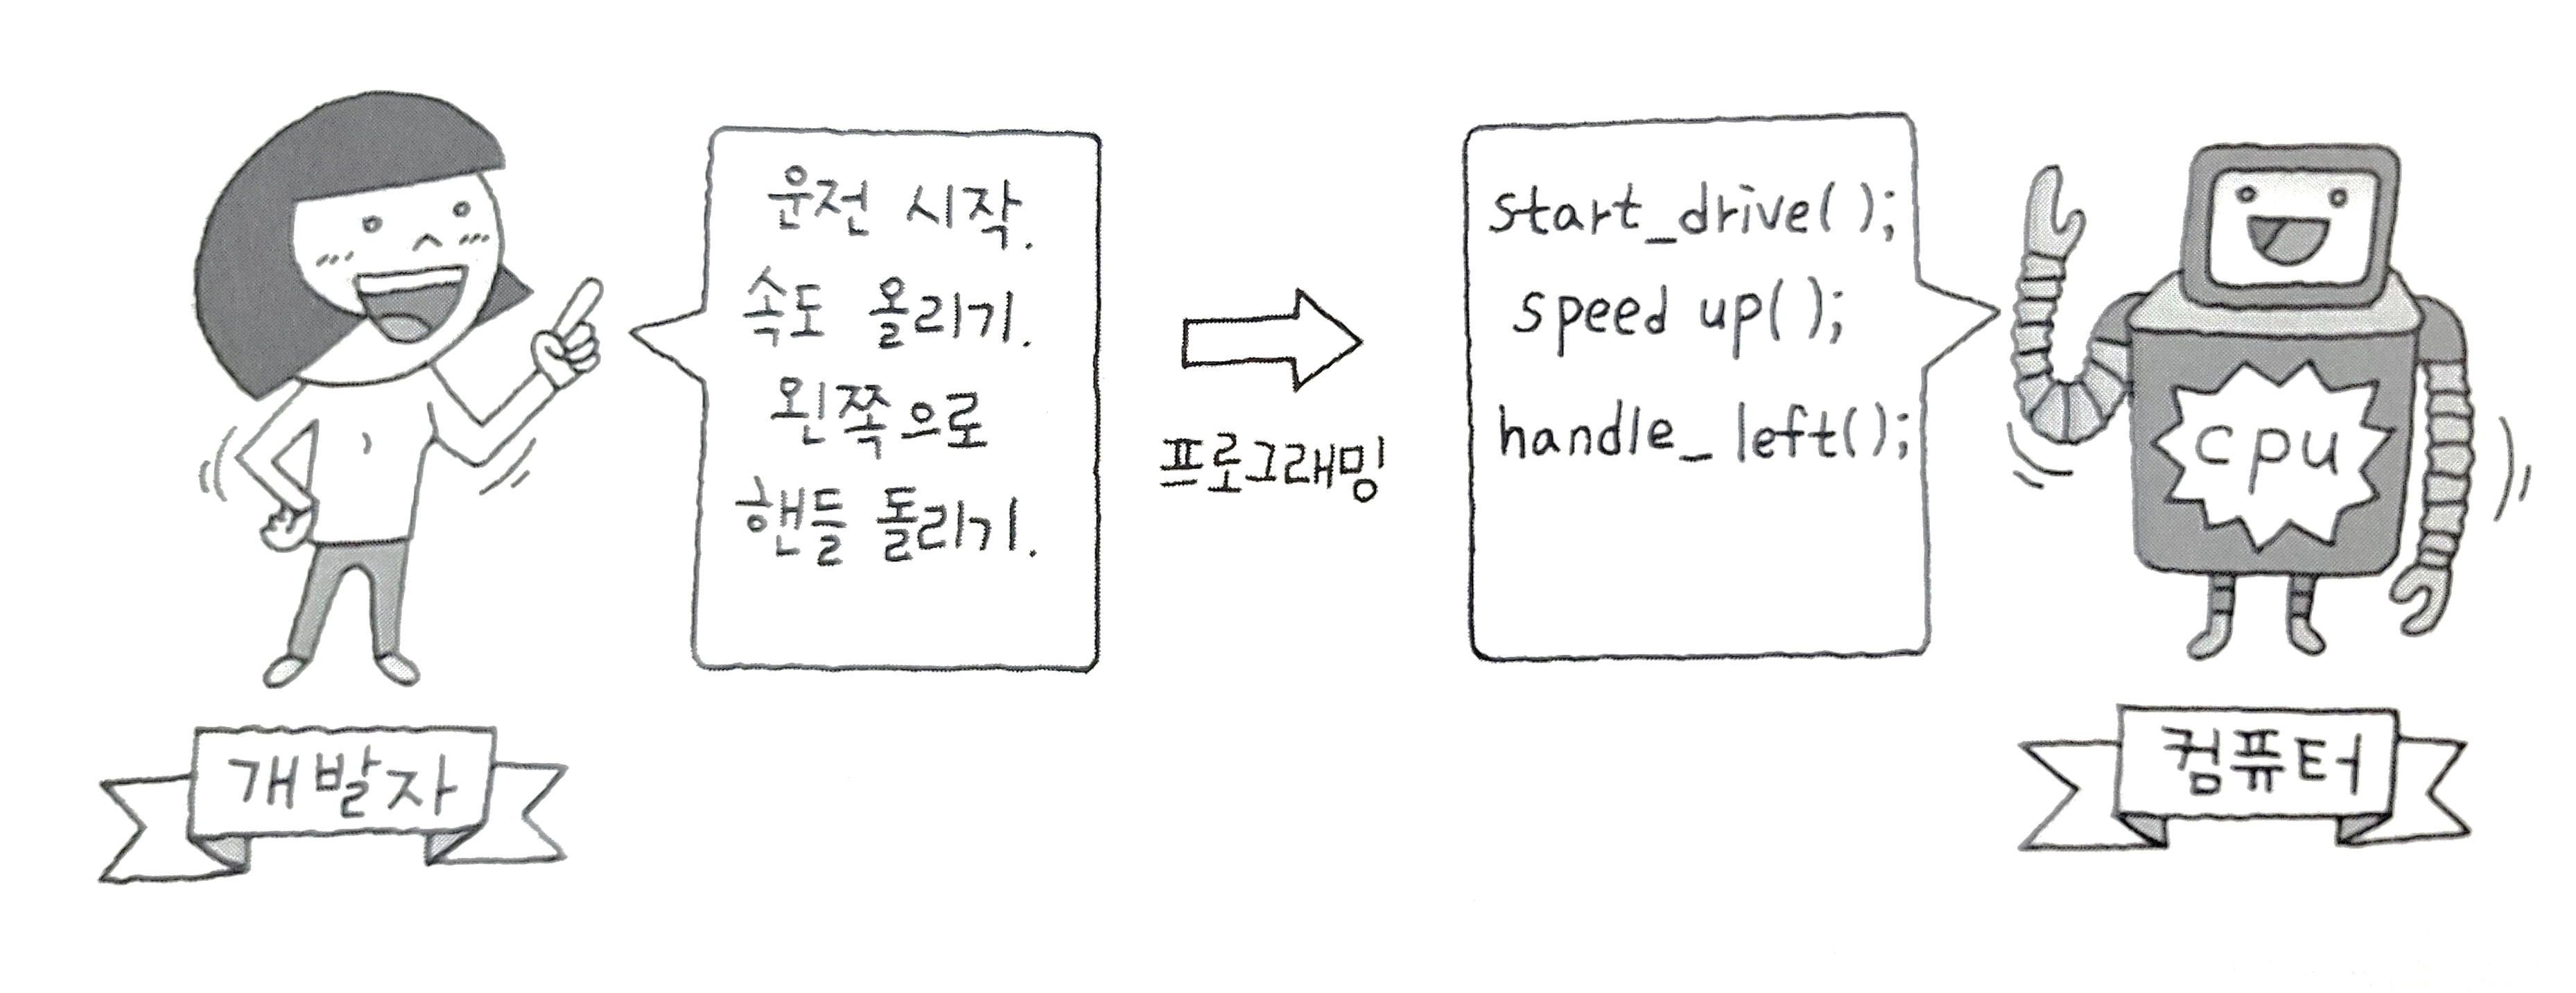 운전 시작.
속도 올리기.
왼쪽으로
핸들 돌리기.
프로그래밍
start_drive( );
speed up( );
handle_left( );
cpu
개발자
컴퓨터